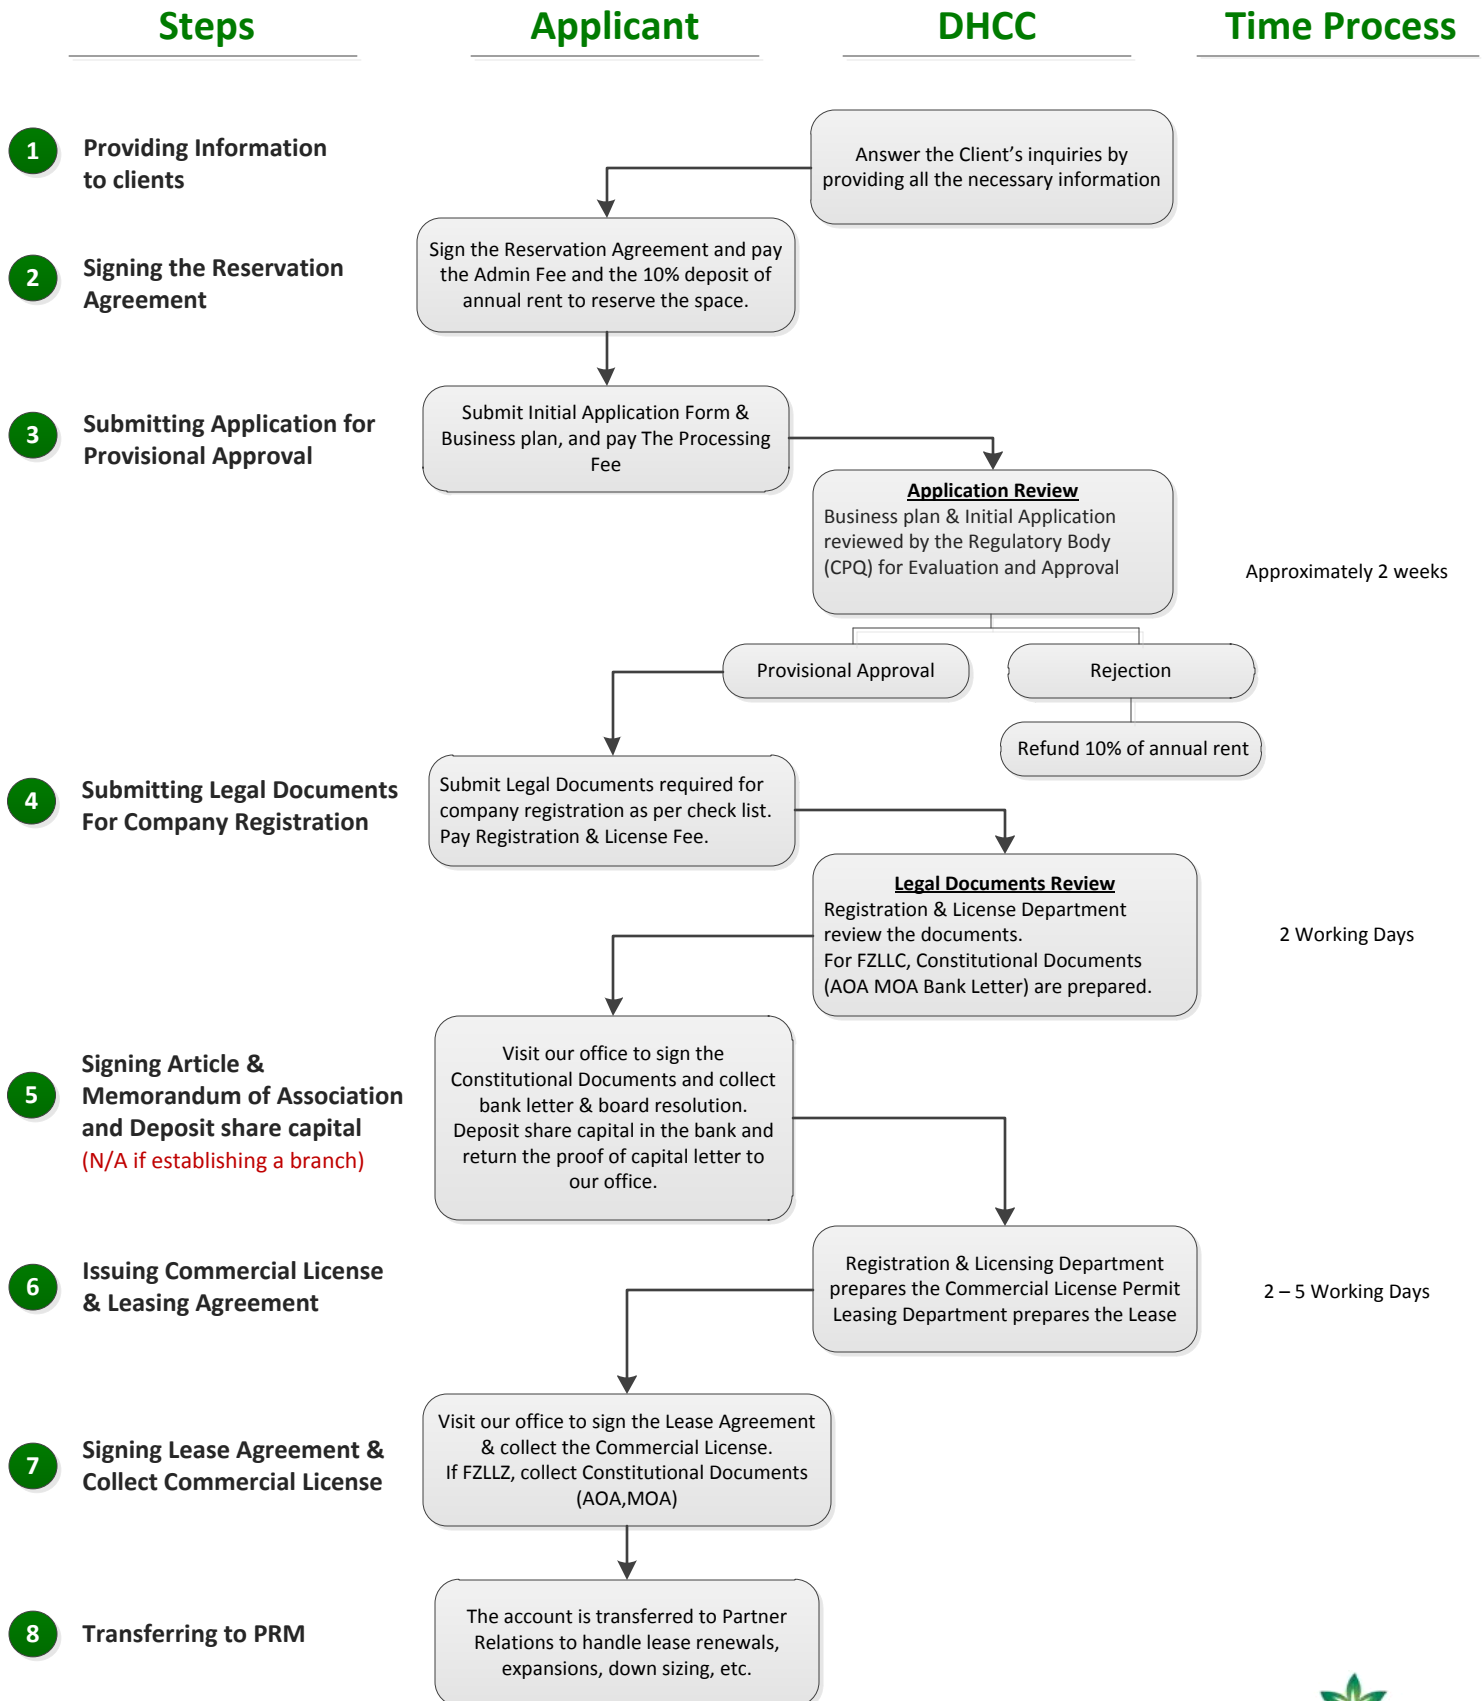 Steps
Applicant
DHCC
Time Process
1
Providing Information
to clients
Answer the Client’s inquiries by
providing all the necessary information
2
Signing the Reservation
Agreement
Sign the Reservation Agreement and pay
the Admin Fee and the 10% deposit of
annual rent to reserve the space.
3
Submitting Application for
Provisional Approval
Submit Initial Application Form &
Business plan, and pay The Processing
Fee
Application Review
Business plan & Initial Application
reviewed by the Regulatory Body
(CPQ) for Evaluation and Approval
Approximately 2 weeks
Provisional Approval
Rejection
Refund 10% of annual rent
4
Submitting Legal Documents
For Company Registration
Submit Legal Documents required for
company registration as per check list.
Pay Registration & License Fee.
Legal Documents Review
Registration & License Department
review the documents.
For FZLLC, Constitutional Documents
(AOA MOA Bank Letter) are prepared.
2 Working Days
5
Signing Article &
Memorandum of Association
and Deposit share capital
(N/A if establishing a branch)
Visit our office to sign the
Constitutional Documents and collect
bank letter & board resolution.
Deposit share capital in the bank and
return the proof of capital letter to
our office.
6
Issuing Commercial License
& Leasing Agreement
Registration & Licensing Department
prepares the Commercial License Permit
Leasing Department prepares the Lease
2 – 5 Working Days
7
Signing Lease Agreement &
Collect Commercial License
Visit our office to sign the Lease Agreement
& collect the Commercial License.
If FZLLZ, collect Constitutional Documents
(AOA,MOA)
8
Transferring to PRM
The account is transferred to Partner
Relations to handle lease renewals,
expansions, down sizing, etc.